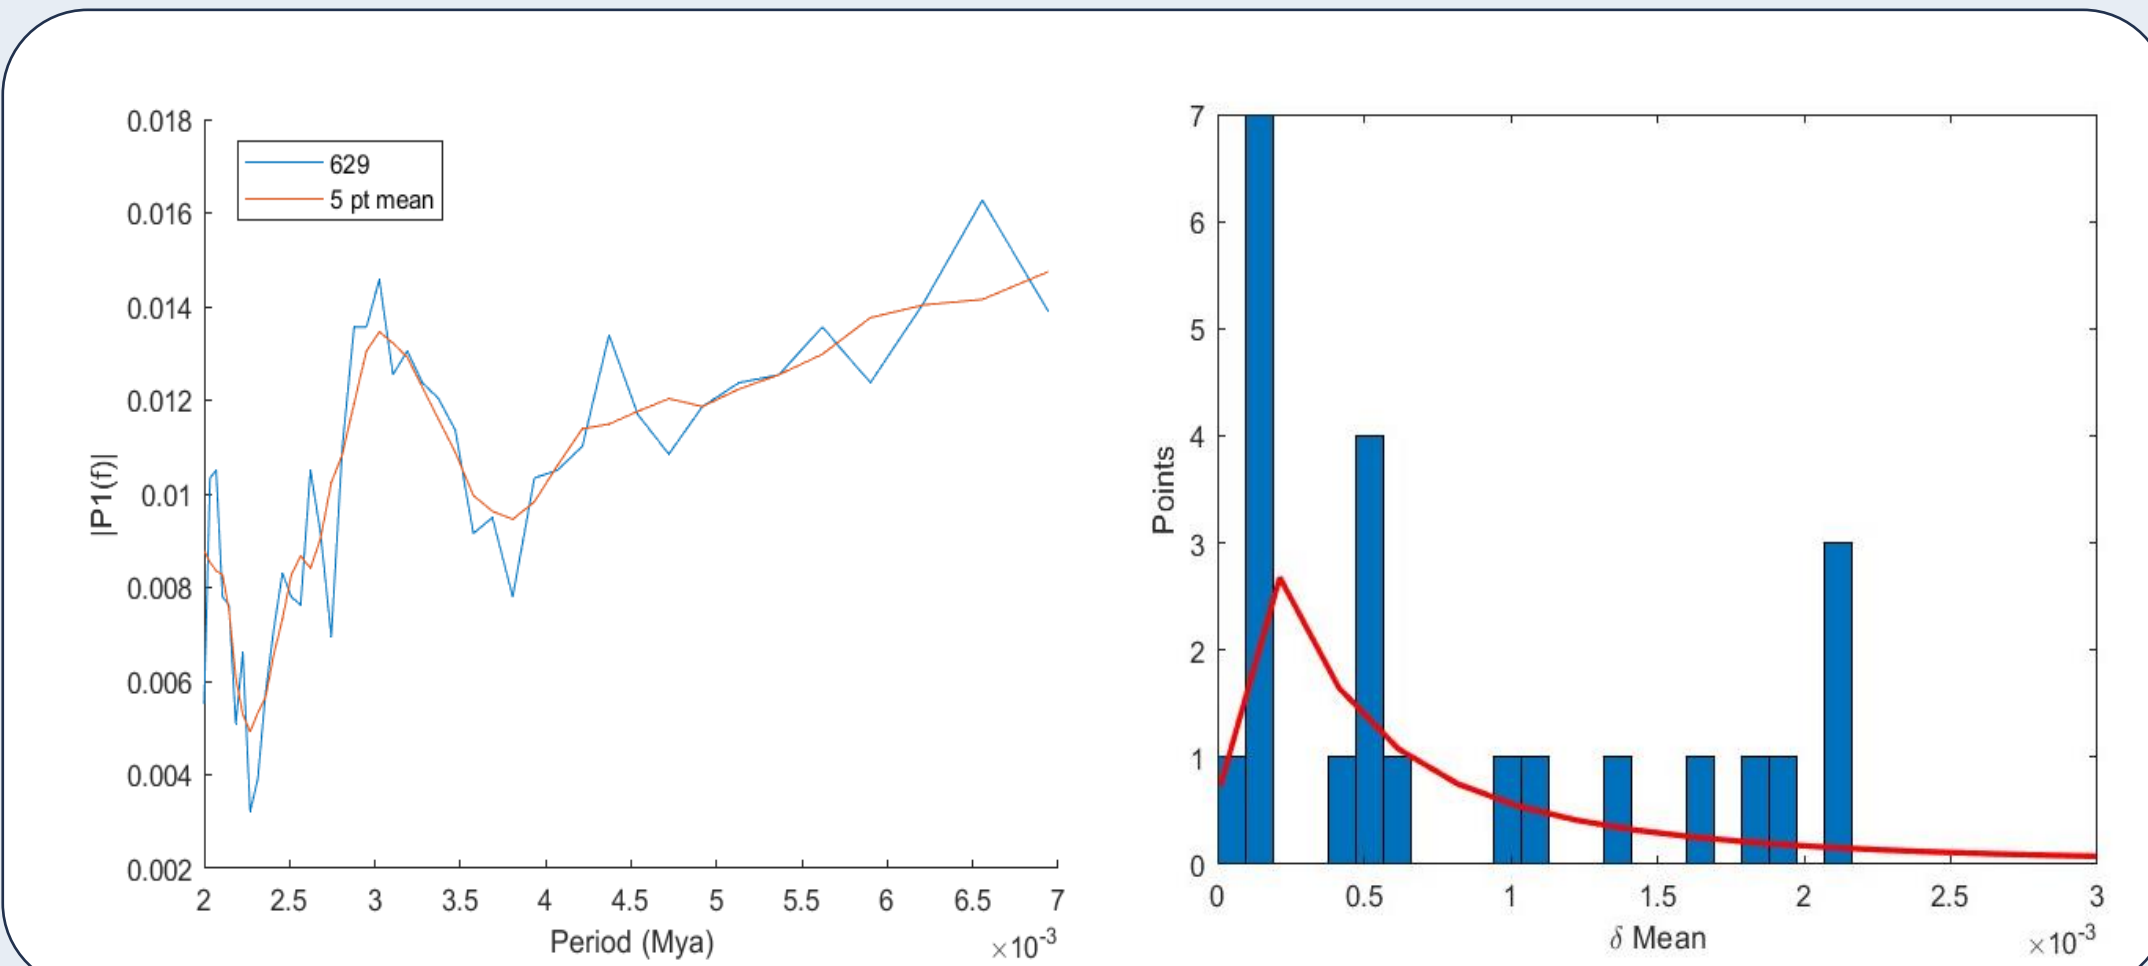 0.018
0.016
0.014
0.012
0.01
0.008
0.006
0.004
0.002
|P1(f)|
629
5 pt mean
2 2.5 3 3.5 4 4.5 5 5.5 6 6.5 7
Period (Mya)
×10-3
7
6
5
4
3
2
1
0
Points
0 0.5 1 1.5 2 2.5 3
δ Mean
×10-3